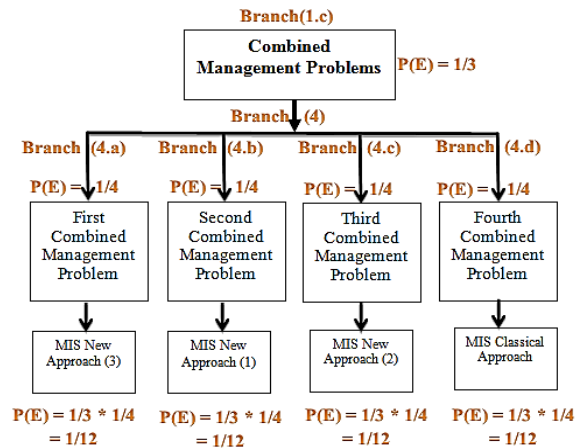 Branch(1.c)
Combined
Management Problems
P(E) = 1/3
Branch (4)
Branch (4.a)
Branch (4.b)
Branch (4.c)
Branch (4.d)
P(E) = 1/4
P(E) = 1/4
P(E) = 1/4
P(E) = 1/4
First
Combined
Management
Problem
Second
Combined
Management
Problem
Third
Combined
Management
Problem
Fourth
Combined
Management
Problem
MIS New
Approach (3)
MIS New
Approach (1)
MIS New
Approach (2)
MIS Classical
Approach
P(E) = 1/3 * 1/4
= 1/12
P(E) = 1/3 * 1/4
= 1/12
P(E) = 1/3 * 1/4
= 1/12
P(E) = 1/3 * 1/4
= 1/12